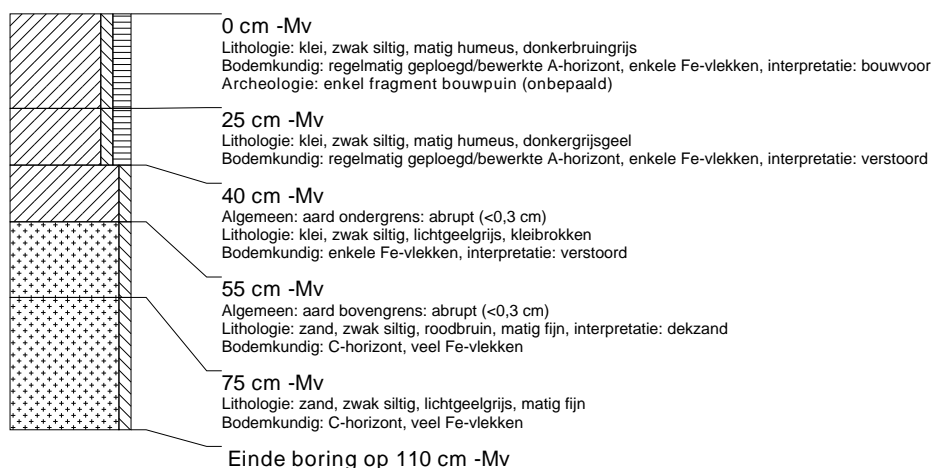 0 cm -Mv
Lithologie: klei, zwak siltig, matig humeus, donkerbruingrijs
Bodemkundig: regelmatig geploegd/bewerkte A-horizont, enkele Fe-vlekken, interpretatie: bouwvoor
Archeologie: enkel fragment bouwpuin (onbepaald)
25 cm -Mv
Lithologie: klei, zwak siltig, matig humeus, donkergrijsgeel
Bodemkundig: regelmatig geploegd/bewerkte A-horizont, enkele Fe-vlekken, interpretatie: verstoord
40 cm -Mv
Algemeen: aard ondergrens: abrupt (<0,3 cm)
Lithologie: klei, zwak siltig, lichtgeelgrijs, kleibrokken
Bodemkundig: enkele Fe-vlekken, interpretatie: verstoord
55 cm -Mv
Algemeen: aard bovengrens: abrupt (<0,3 cm)
Lithologie: zand, zwak siltig, roodbruin, matig fijn, interpretatie: dekzand
Bodemkundig: C-horizont, veel Fe-vlekken
75 cm -Mv
Lithologie: zand, zwak siltig, lichtgeelgrijs, matig fijn
Bodemkundig: C-horizont, veel Fe-vlekken
Einde boring op 110 cm -Mv